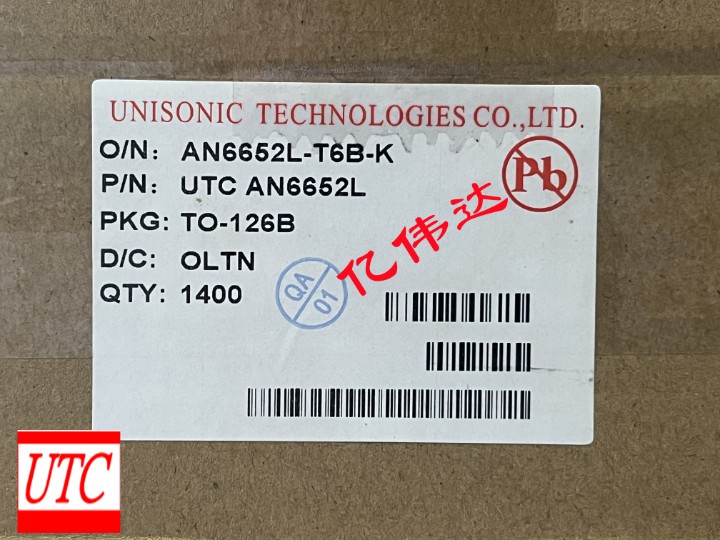 UNISONIC TECHNOLOGIES CO.,LTD.
O/N: AN6652L-T6B-K
P/N: UTC AN6652L
Pb
PKG: TO-126B
D/C: OLTN
QTY: 1400
QA
01
亿伟达
UTC